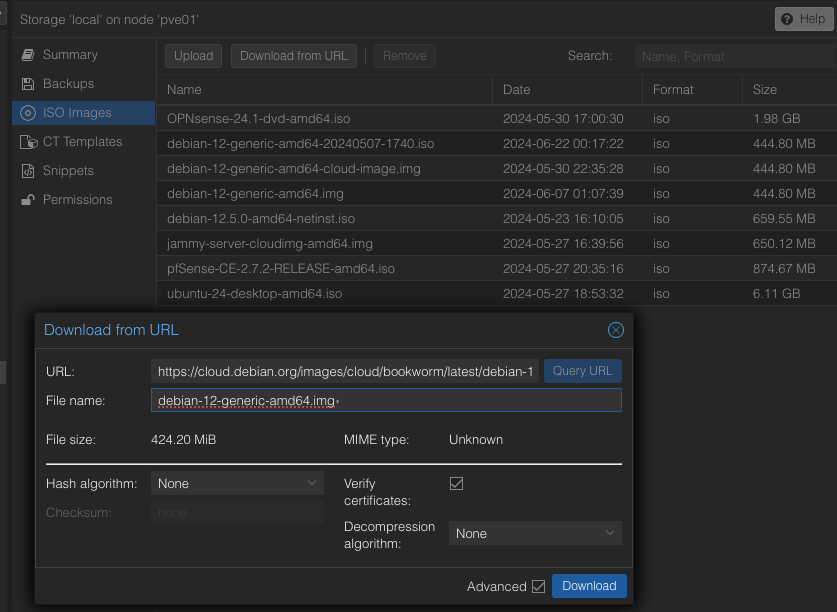 Storage 'local' on node 'pve01'
Help
Summary
Backups
ISO Images
CT Templates
Snippets
Permissions
Upload
Download from URL
Remove
Search:
Name, Format
Name Date Format Size
OPNsense-24.1-dvd-amd64.iso 2024-05-30 17:00:30 iso 1.98 GB
debian-12-generic-amd64-20240507-1740.iso 2024-06-22 00:17:22 iso 444.80 MB
debian-12-generic-amd64-cloud-image.img 2024-05-30 22:35:28 iso 444.80 MB
debian-12-generic-amd64.img 2024-06-07 01:07:39 iso 444.80 MB
debian-12.5.0-amd64-netinst.iso 2024-05-23 16:10:05 iso 659.55 MB
jammy-server-cloudimg-amd64.img 2024-05-27 16:39:56 iso 650.12 MB
pfSense-CE-2.7.2-RELEASE-amd64.iso 2024-05-27 20:35:16 iso 874.67 MB
ubuntu-24-desktop-amd64.iso 2024-05-27 18:53:32 iso 6.11 GB
Download from URL
URL: https://cloud.debian.org/images/cloud/bookworm/latest/debian-1 Query URL
File name: debian-12-generic-amd64.img
File size: 424.20 MiB MIME type: Unknown
Hash algorithm: None Verify
certificates:
Checksum: none
Decompression
algorithm: None
Advanced Download